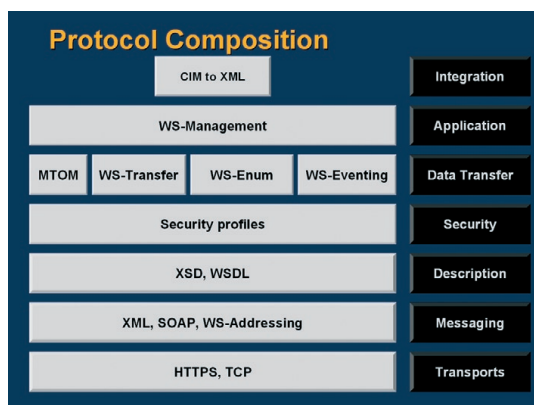 Protocol Composition
CIM to XML
Integration
WS-Management
Application
MTOM
WS-Transfer
WS-Enum
WS-Eventing
Data Transfer
Security profiles
Security
XSD, WSDL
Description
XML, SOAP, WS-Addressing
Messaging
HTTPS, TCP
Transports